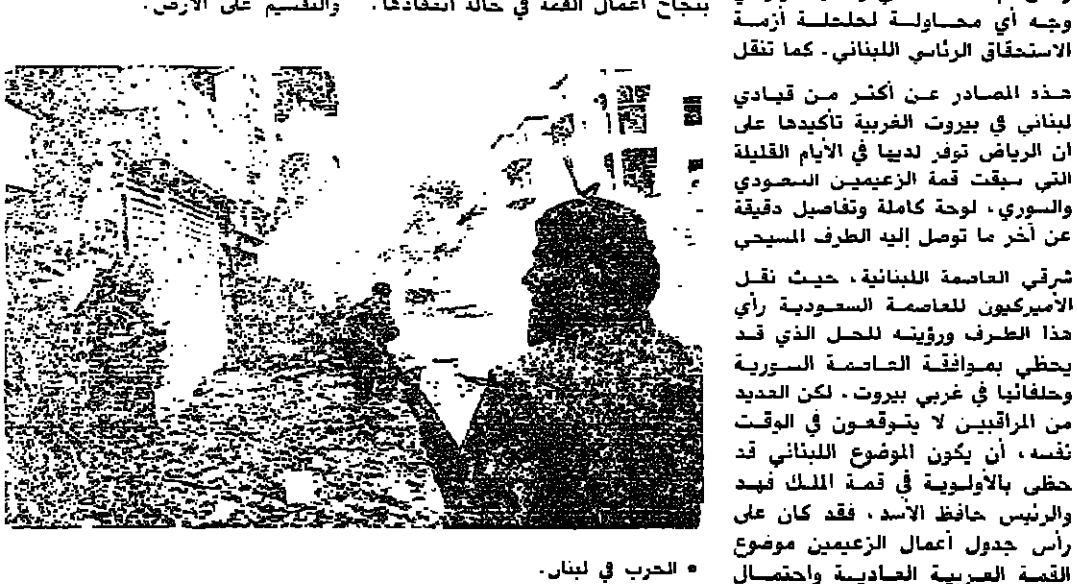 وجه أي محاولة لحلحلة أزمة
الاستحقاق الرئاسي اللبناني. كما تنقل
هذه المصادر عن أكثر من قيادي
لبناني في بيروت الغربية تأكيدها على
أن الرياض توفر لديها في الأيام القليلة
التي سبقت قمة الزعيمين السعودي
والسوري، لوحة كاملة وتفاصيل دقيقة
عن آخر ما توصل إليه الطرف المسيحي
شرقي العاصمة اللبنانية، حيث نقل
الأميركيون للعاصمة السعودية رأي
هذا الطرف ورؤيته للحل الذي قد
يحظى بموافقة العاصمة السورية
وحلفائها في غربي بيروت. لكن العديد
من المراقبين لا يتوقعون في الوقت
نفسه، أن يكون الموضوع اللبناني قد
حظى بالأولوية في قمة الملك فهد
والرئيس حافظ الأسد، فقد كان على
رأس جدول أعمال الزعيمين موضوع
القمة العربية العادية واحتمال
بنجاح أعمال القمة في حالة انعقادها.
والتقسيم على الأرض.
• الحرب في لبنان.